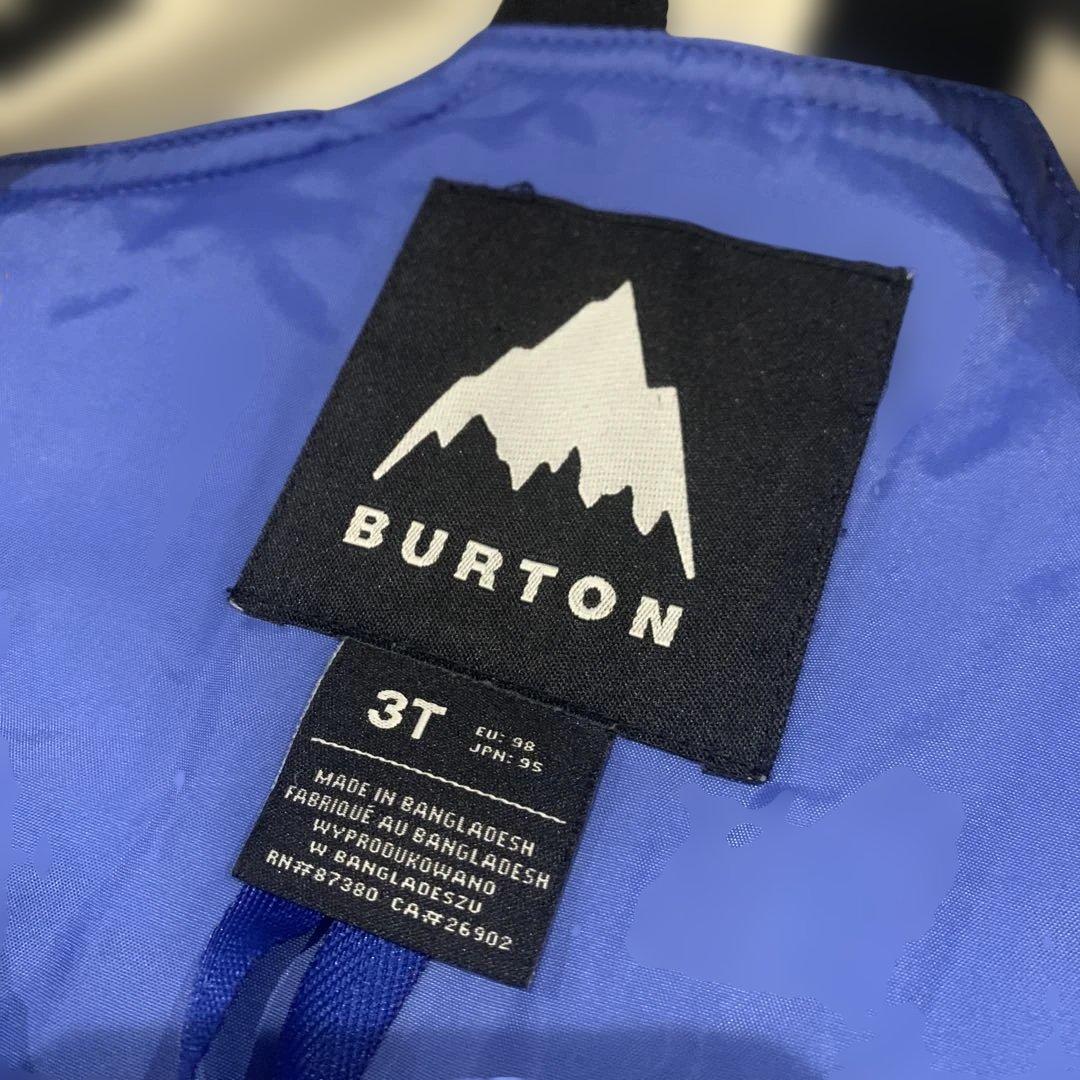 BURTON
3T
EU: 98
JPN: 95
MADE IN BANGLADESH
FABRIQUÉ AU BANGLADESH
WYPRODUKOWANO
W BANGLADESZU
RN#87380 CA#26902